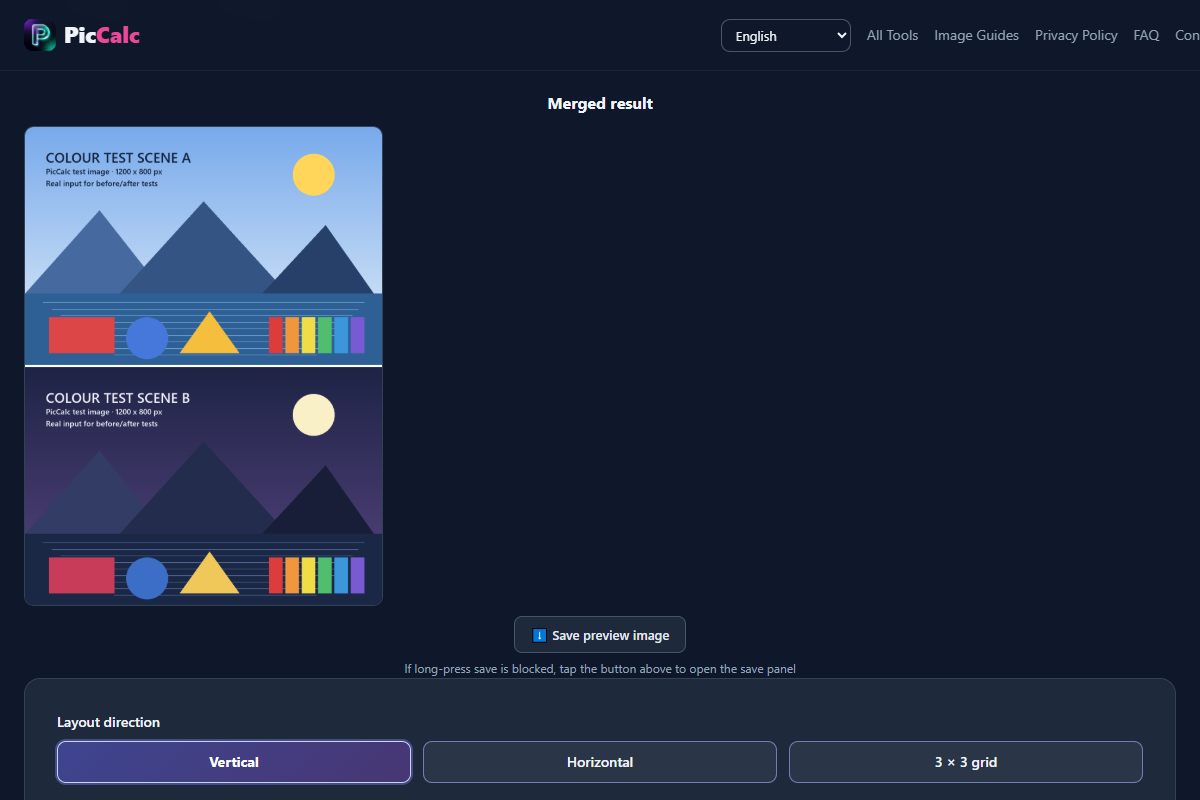 PicCalc
English
All Tools
Image Guides
Privacy Policy
FAQ
Con
Merged result
COLOUR TEST SCENE A
PicCalc test image · 1200 x 800 px
Real input for before/after tests
COLOUR TEST SCENE B
PicCalc test image · 1200 x 800 px
Real input for before/after tests
Save preview image
If long-press save is blocked, tap the button above to open the save panel
Layout direction
Vertical
Horizontal
3 × 3 grid